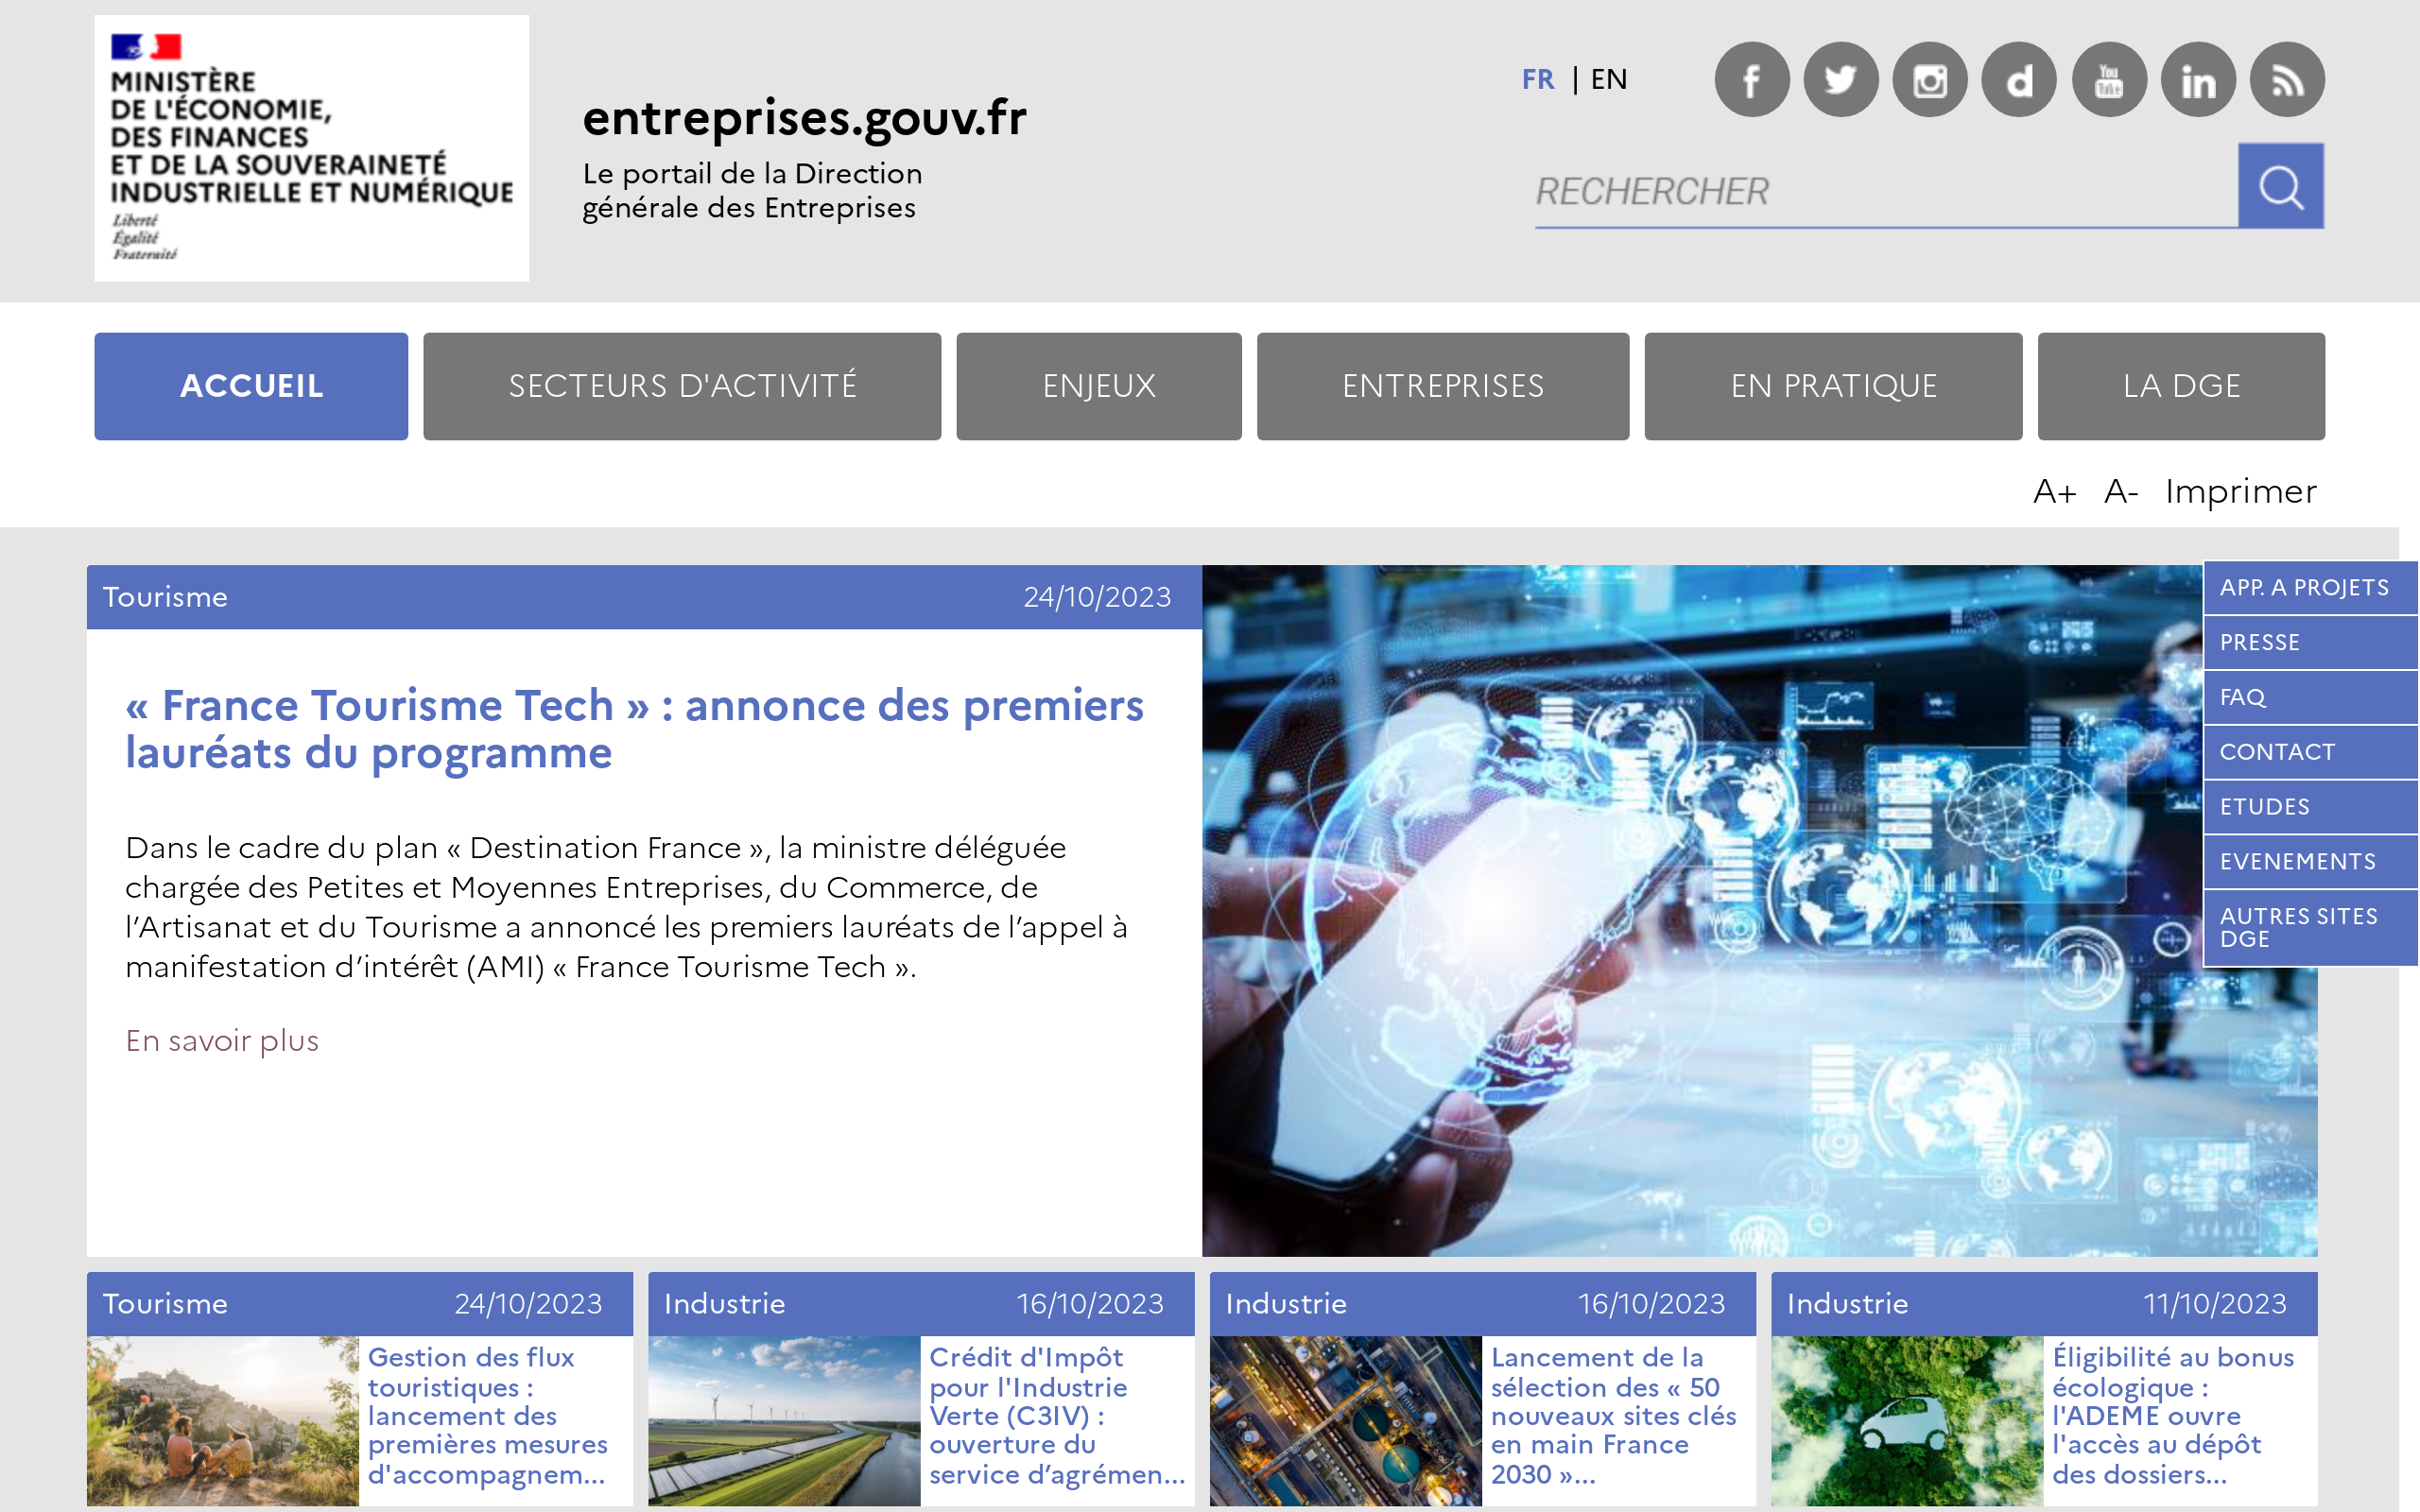 MINISTÈRE
DE L'ÉCONOMIE,
DES FINANCES
ET DE LA SOUVERAINETÉ
INDUSTRIELLE ET NUMÉRIQUE
Liberté
Égalité
Fraternité
entreprises.gouv.fr
Le portail de la Direction
générale des Entreprises
FR | EN
RECHERCHER
ACCUEIL
SECTEURS D'ACTIVITÉ
ENJEUX
ENTREPRISES
EN PRATIQUE
LA DGE
A+ A- Imprimer
Tourisme 24/10/2023
« France Tourisme Tech » : annonce des premiers
lauréats du programme
Dans le cadre du plan « Destination France », la ministre déléguée
chargée des Petites et Moyennes Entreprises, du Commerce, de
l’Artisanat et du Tourisme a annoncé les premiers lauréats de l’appel à
manifestation d’intérêt (AMI) « France Tourisme Tech ».
En savoir plus
APP. A PROJETS
PRESSE
FAQ
CONTACT
ETUDES
EVENEMENTS
AUTRES SITES
DGE
Tourisme 24/10/2023
Gestion des flux
touristiques :
lancement des
premières mesures
d'accompagnem...
Industrie 16/10/2023
Crédit d'Impôt
pour l'Industrie
Verte (C3IV) :
ouverture du
service d’agrémen...
Industrie 16/10/2023
Lancement de la
sélection des « 50
nouveaux sites clés
en main France
2030 »...
Industrie 11/10/2023
Éligibilité au bonus
écologique :
l'ADEME ouvre
l'accès au dépôt
des dossiers...